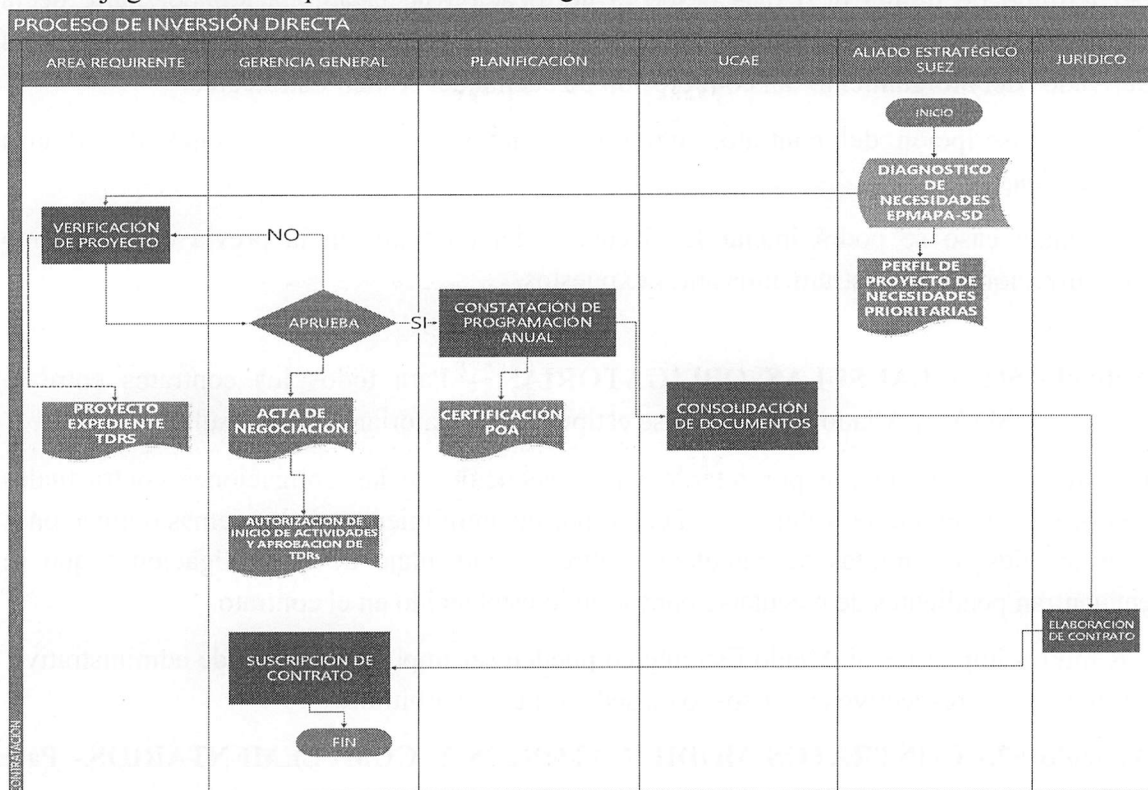 PROCESO DE INVERSIÓN DIRECTA
AREA REQUIRENTE
GERENCIA GENERAL
PLANIFICACIÓN
UCAE
ALIADO ESTRATÉGICO
SUEZ
JURÍDICO
INICIO
DIAGNOSTICO
DE
NECESIDADES
EPMAPA-SD
VERIFICACIÓN
DE PROYECTO
NO
PERFIL DE
PROYECTO DE
NECESIDADES
PRIORITARIAS
APRUEBA
SI
CONSTATACIÓN DE
PROGRAMACIÓN
ANUAL
PROYECTO
EXPEDIENTE
TDRS
ACTA DE
NEGOCIACIÓN
CERTIFICACIÓN
POA
CONSOLIDACIÓN
DE DOCUMENTOS
AUTORIZACION DE
INICIO DE ACTIVIDADES
Y APROBACION DE
TDRs
SUSCRIPCIÓN DE
CONTRATO
ELABORACIÓN
DE CONTRATO
FIN
CONTRATACIÓN